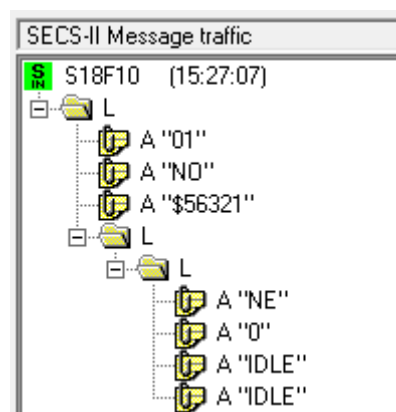 SECS-II Message traffic
S IN S18F10 (15:27:07)
L
A "01"
A "NO"
A "$56321"
L
L
A "NE"
A "0"
A "IDLE"
A "IDLE"